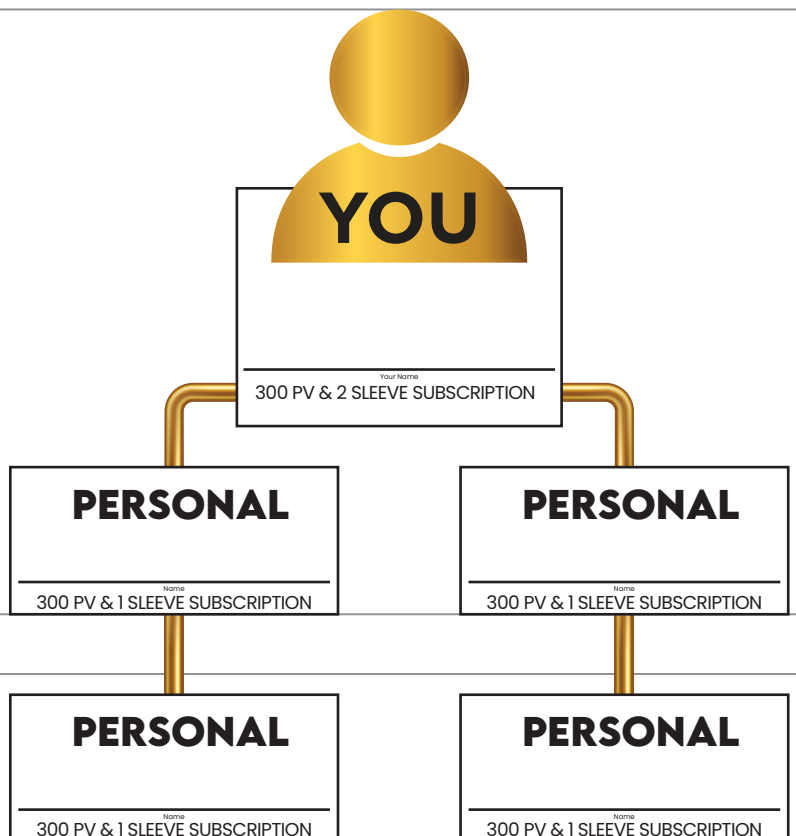 YOU
Your Name
300 PV & 2 SLEEVE SUBSCRIPTION
PERSONAL
Name
300 PV & 1 SLEEVE SUBSCRIPTION
PERSONAL
Name
300 PV & 1 SLEEVE SUBSCRIPTION
PERSONAL
Name
300 PV & 1 SLEEVE SUBSCRIPTION
PERSONAL
Name
300 PV & 1 SLEEVE SUBSCRIPTION